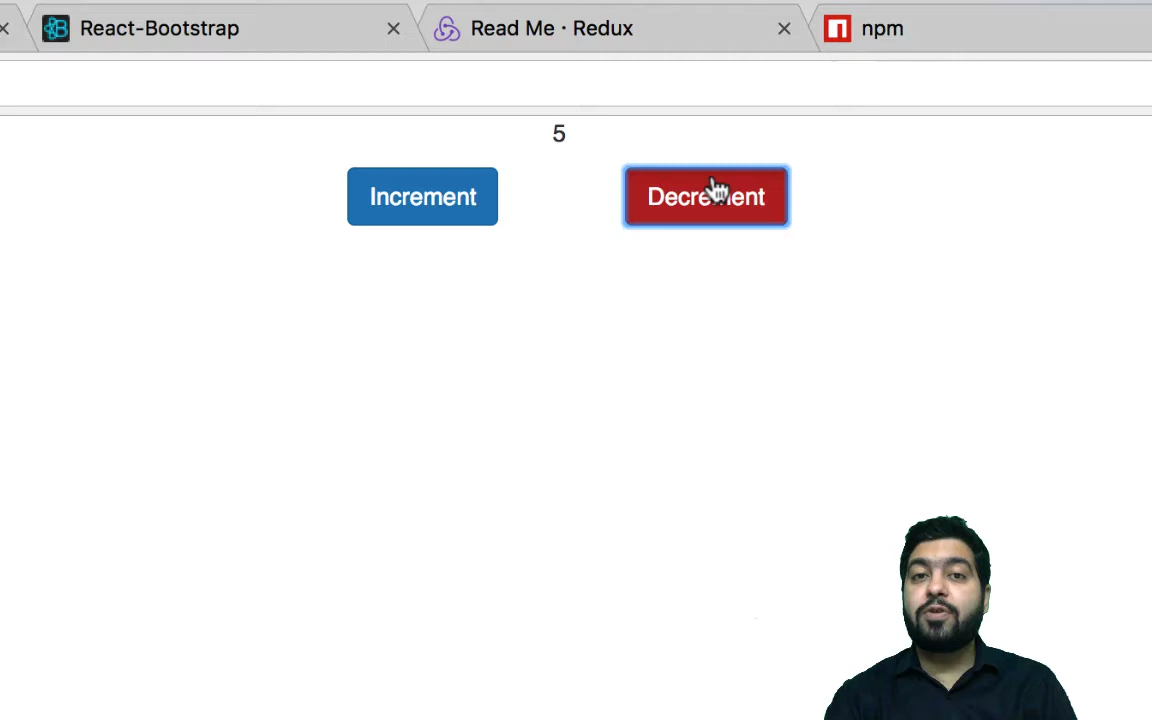 React-Bootstrap
Read Me · Redux
npm
5
Increment
Decrement